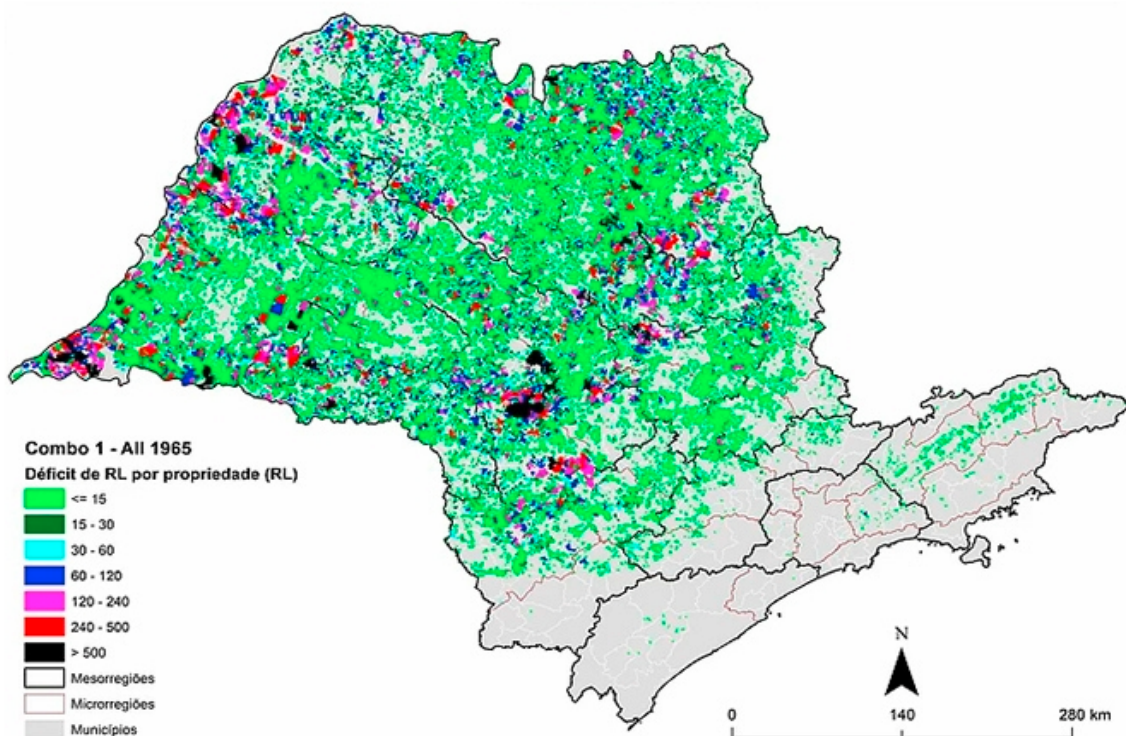 Combo 1 - All 1965
Déficit de RL por propriedade (RL)
<= 15
15 - 30
30 - 60
60 - 120
120 - 240
240 - 500
> 500
Mesorregiões
Microrregiões
Municípios
N
0 140 280 km